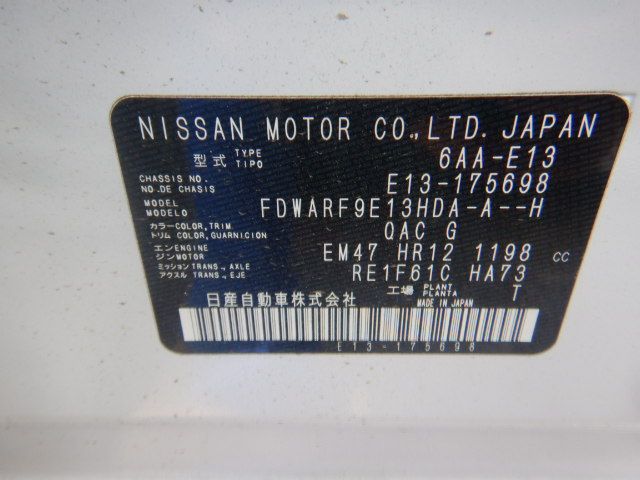 NISSAN MOTOR CO.,LTD. JAPAN
型式 TYPE TIPO 6AA-E13
CHASSIS NO. NO.DE CHASIS E13-175698
MODEL MODELO FDWARF9E13HDA-A--H
カラー COLOR,TRIM トリム COLOR,GUARNICION QAC G
エンジン ENGINE MOTOR EM47 HR12 1198 CC
ミッション TRANS., AXLE アクスル TRANS.,EJE RE1F61C HA73
工場 PLANT PLANTA T
日産自動車株式会社 MADE IN JAPAN
E13-175698